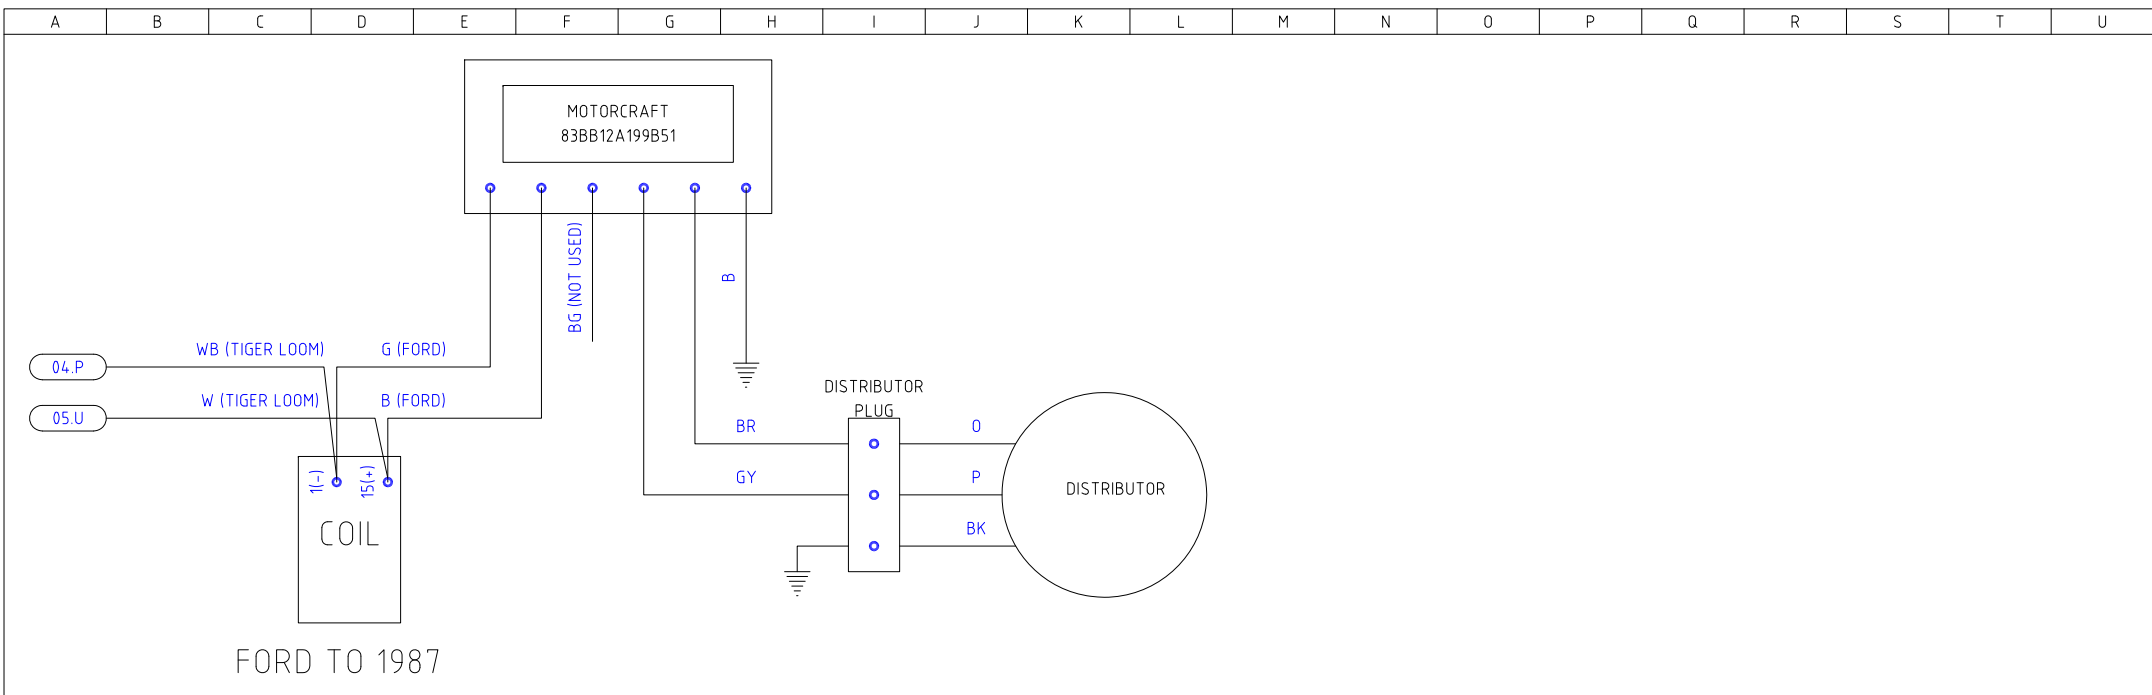 A B C D E F G H I J K L M N O P Q R S T U
MOTORCRAFT
83BB12A199B51
BG (NOT USED)
B
WB (TIGER LOOM) G (FORD)
04.P
W (TIGER LOOM) B (FORD)
05.U
DISTRIBUTOR
PLUG
BR O
GY P
DISTRIBUTOR
BK
1(-) 15(+)
COIL
FORD TO 1987